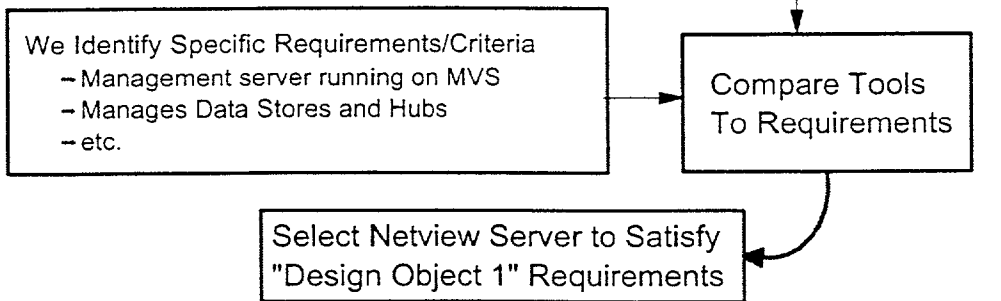 We Identify Specific Requirements/Criteria
– Management server running on MVS
– Manages Data Stores and Hubs
– etc.
Compare Tools
To Requirements
Select Netview Server to Satisfy
"Design Object 1" Requirements